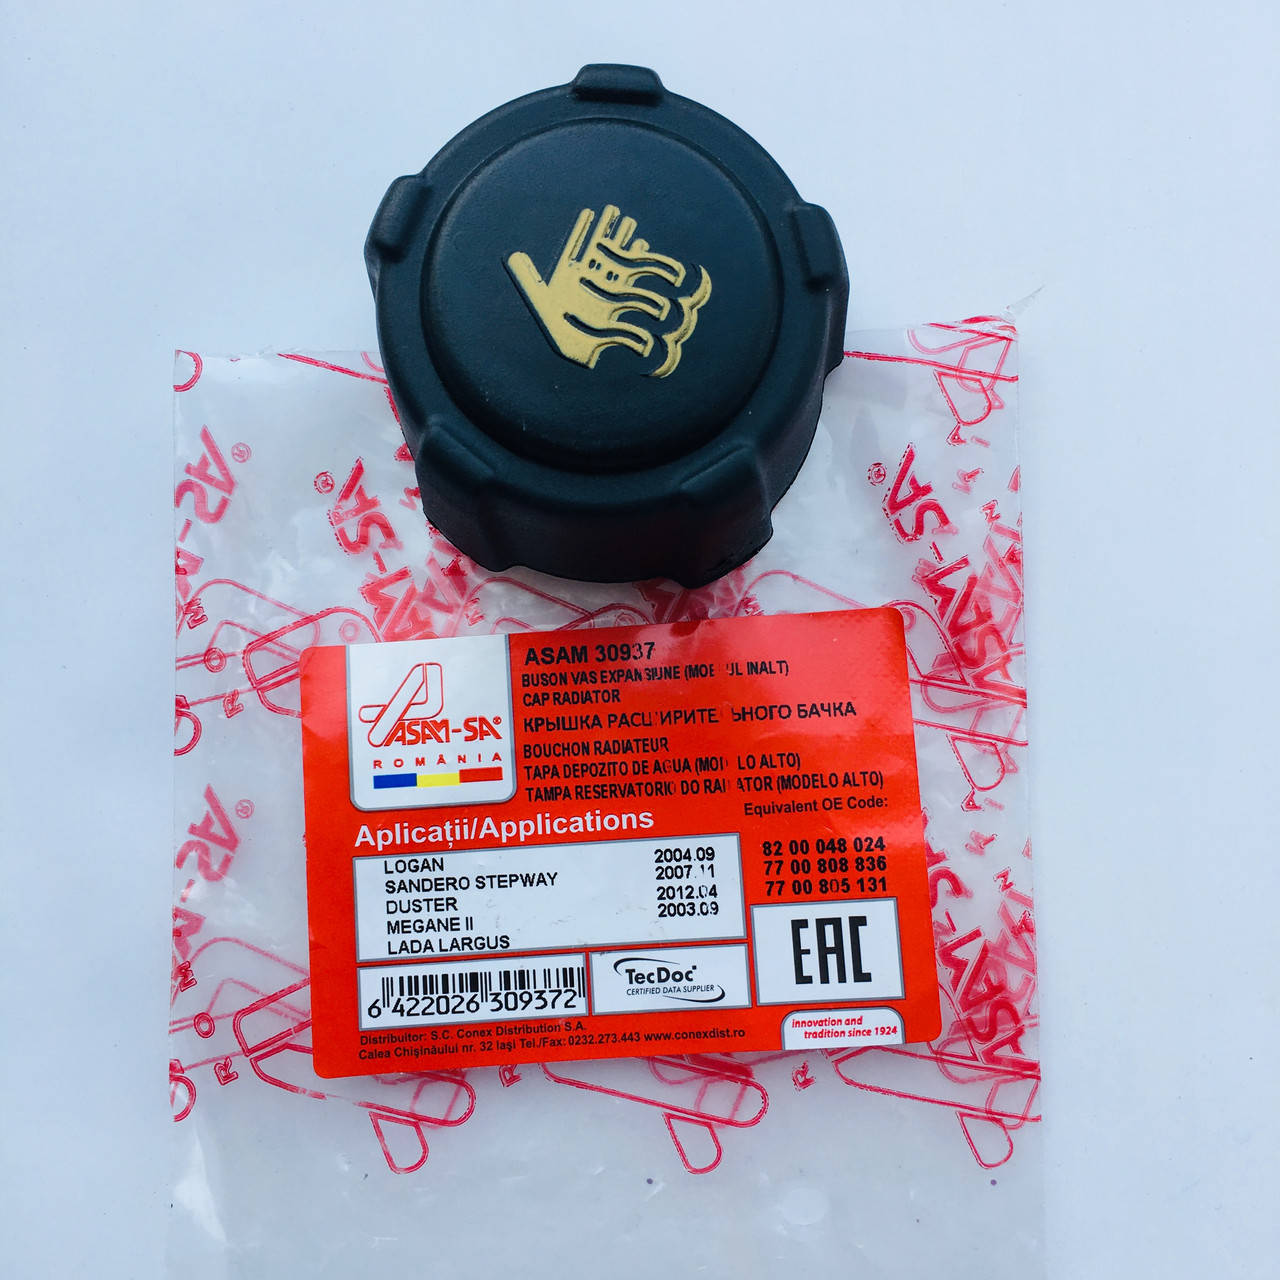 ASAM 30937
BUSON VAS EXPANSIUNE (MODELUL INALT)
CAP RADIATOR
КРЫШКА РАСШИРИТЕЛЬНОГО БАЧКА
BOUCHON RADIATEUR
TAPA DEPOZITO DE AGUA (MODELO ALTO)
TAMPA RESERVATORIO DO RADIATOR (MODELO ALTO)
Equivalent OE Code:
82 00 048 024
77 00 808 836
77 00 805 131
ASAM-SA®
ROMÂNIA
Aplicații/Applications
LOGAN 2004.09
SANDERO STEPWAY 2007.11
DUSTER 2012.04
MEGANE II 2003.09
LADA LARGUS
6 422026 309372
TecDoc
CERTIFIED DATA SUPPLIER
EAC
innovation and
tradition since 1924
Distribuitor: S.C. Conex Distribution S.A.
Calea Chișinăului nr. 32 Iași Tel./Fax: 0232.273.443 www.conexdist.ro